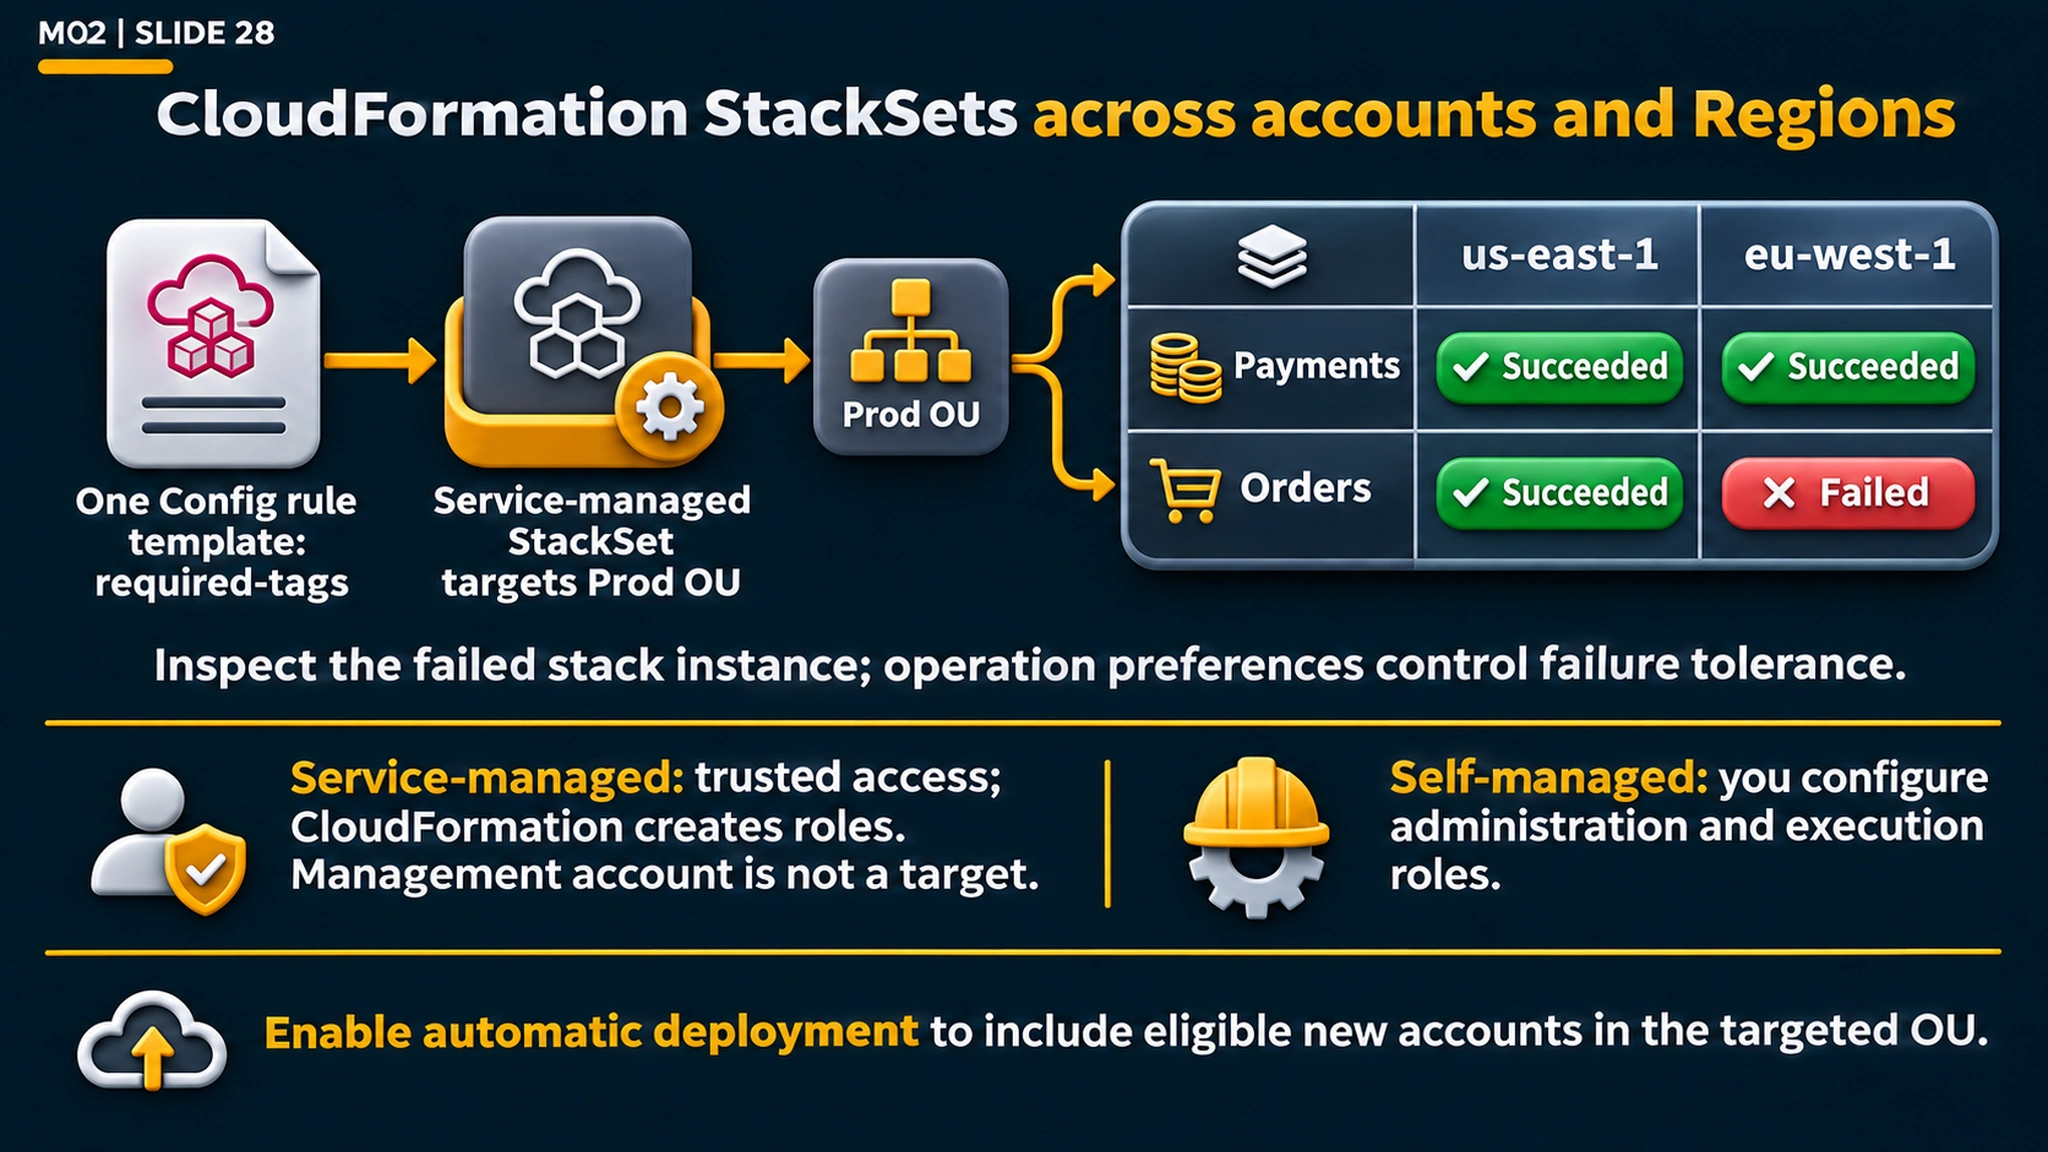 M02 | SLIDE 28
CloudFormation StackSets across accounts and Regions
One Config rule
template:
required-tags
Service-managed
StackSet
targets Prod OU
Prod OU
us-east-1
eu-west-1
Payments
Succeeded
Succeeded
Orders
Succeeded
Failed
Inspect the failed stack instance; operation preferences control failure tolerance.
Service-managed: trusted access;
CloudFormation creates roles.
Management account is not a target.
Self-managed: you configure
administration and execution
roles.
Enable automatic deployment to include eligible new accounts in the targeted OU.